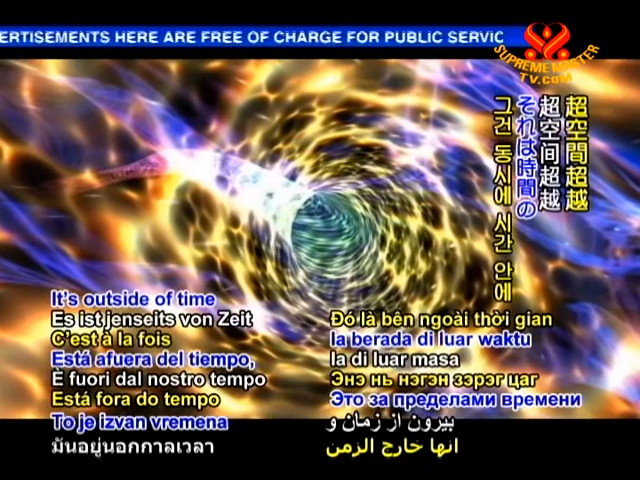 ERTISEMENTS HERE ARE FREE OF CHARGE FOR PUBLIC SERVIC
SUPREME MASTER
TV.COM
超空間超越
超空间超越
それは時間の
그건 동시에 시간 안에
It's outside of time
Es ist jenseits von Zeit
C'est à la fois
Está afuera del tiempo,
È fuori dal nostro tempo
Está fora do tempo
To je izvan vremena
มันอยู่นอกกาลเวลา
Đó là bên ngoài thời gian
Ia berada di luar waktu
Ia di luar masa
Энэ нь нэгэн зэрэг цаг
Это за пределами времени
بیرون از زمان و
انها خارج الزمن